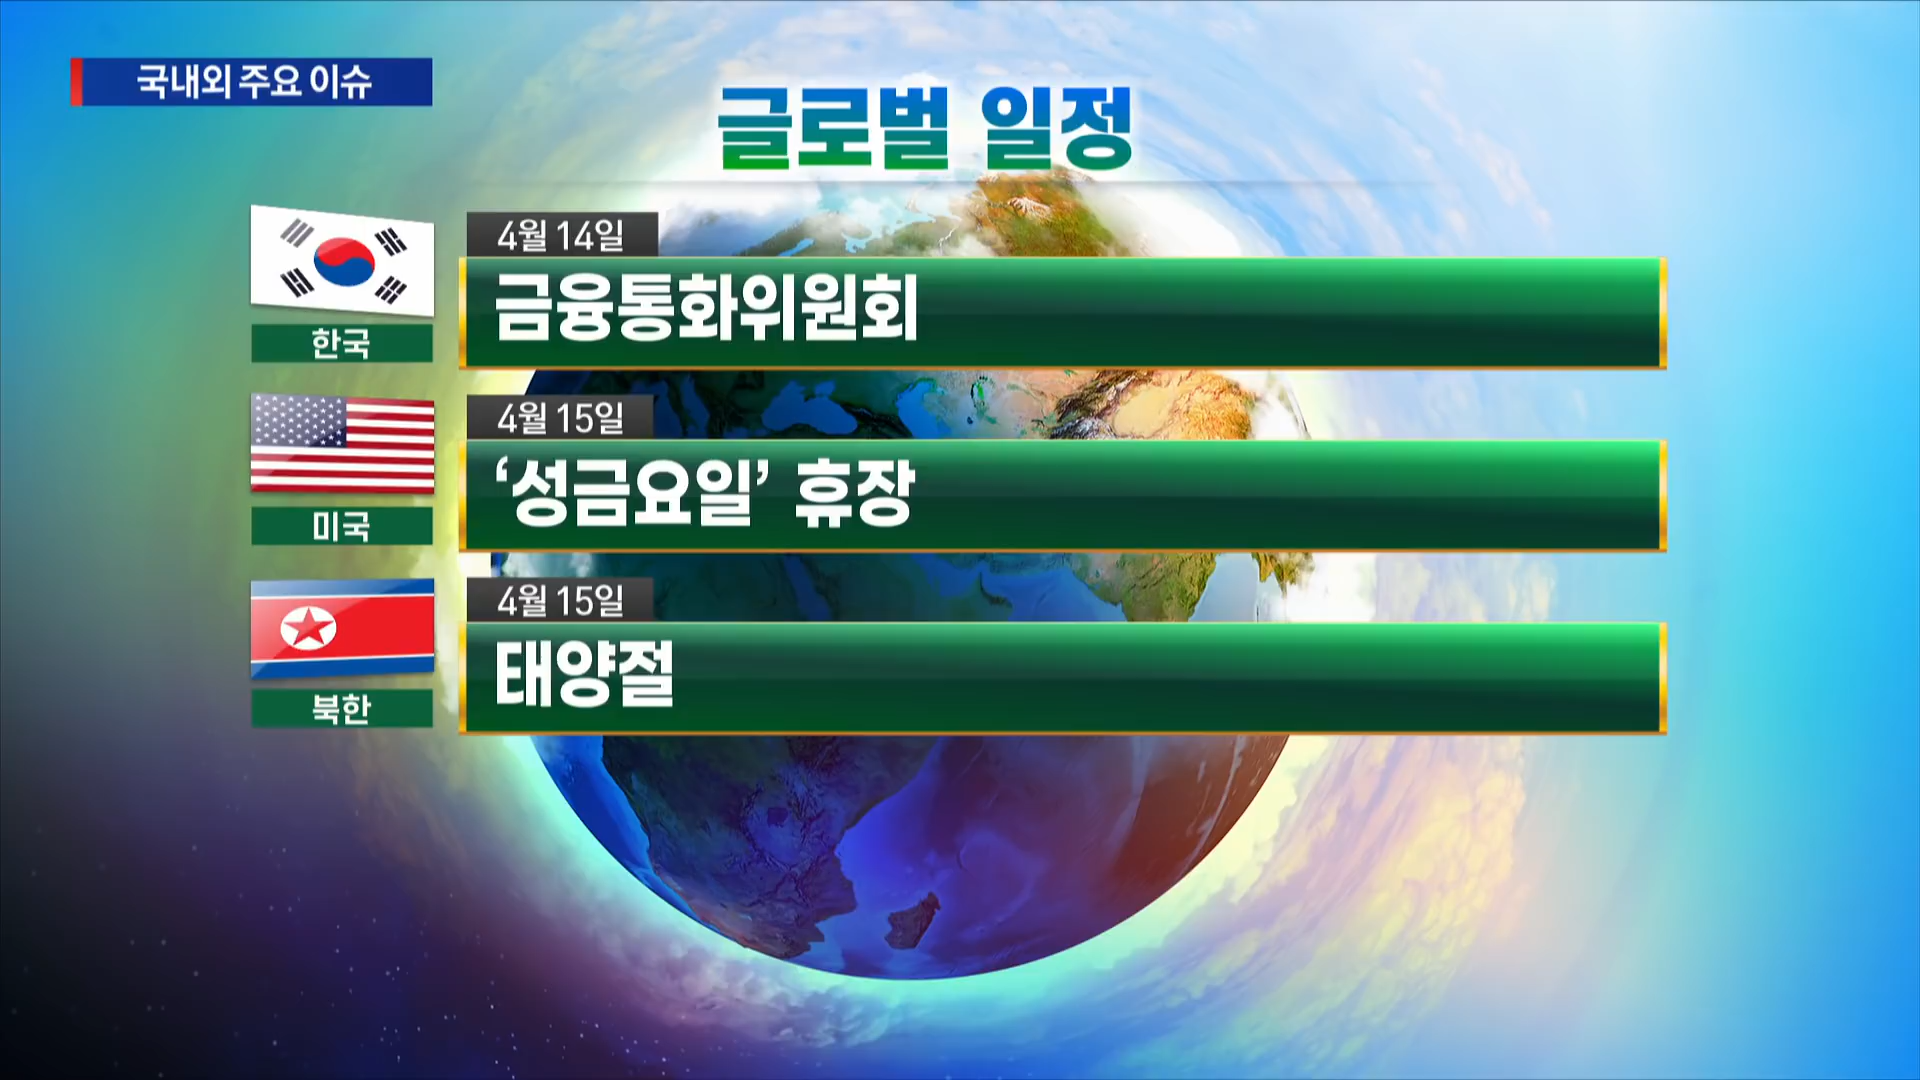 국내외 주요 이슈
글로벌 일정
4월 14일
금융통화위원회
한국
4월 15일
‘성금요일’ 휴장
미국
4월 15일
태양절
북한